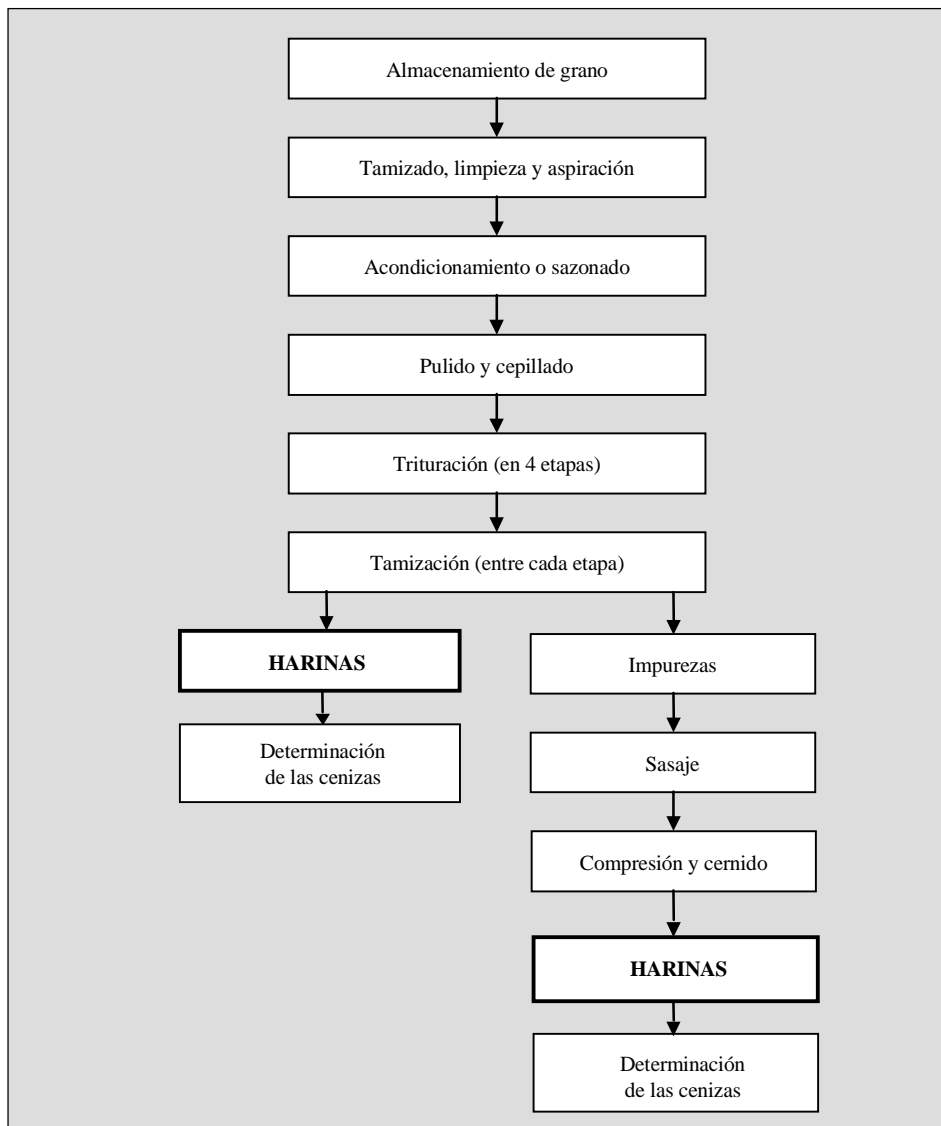 Almacenamiento de grano
Tamizado, limpieza y aspiración
Acondicionamiento o sazonado
Pulido y cepillado
Trituración (en 4 etapas)
Tamización (entre cada etapa)
HARINAS
Determinación
de las cenizas
Impurezas
Sasaje
Compresión y cernido
HARINAS
Determinación
de las cenizas